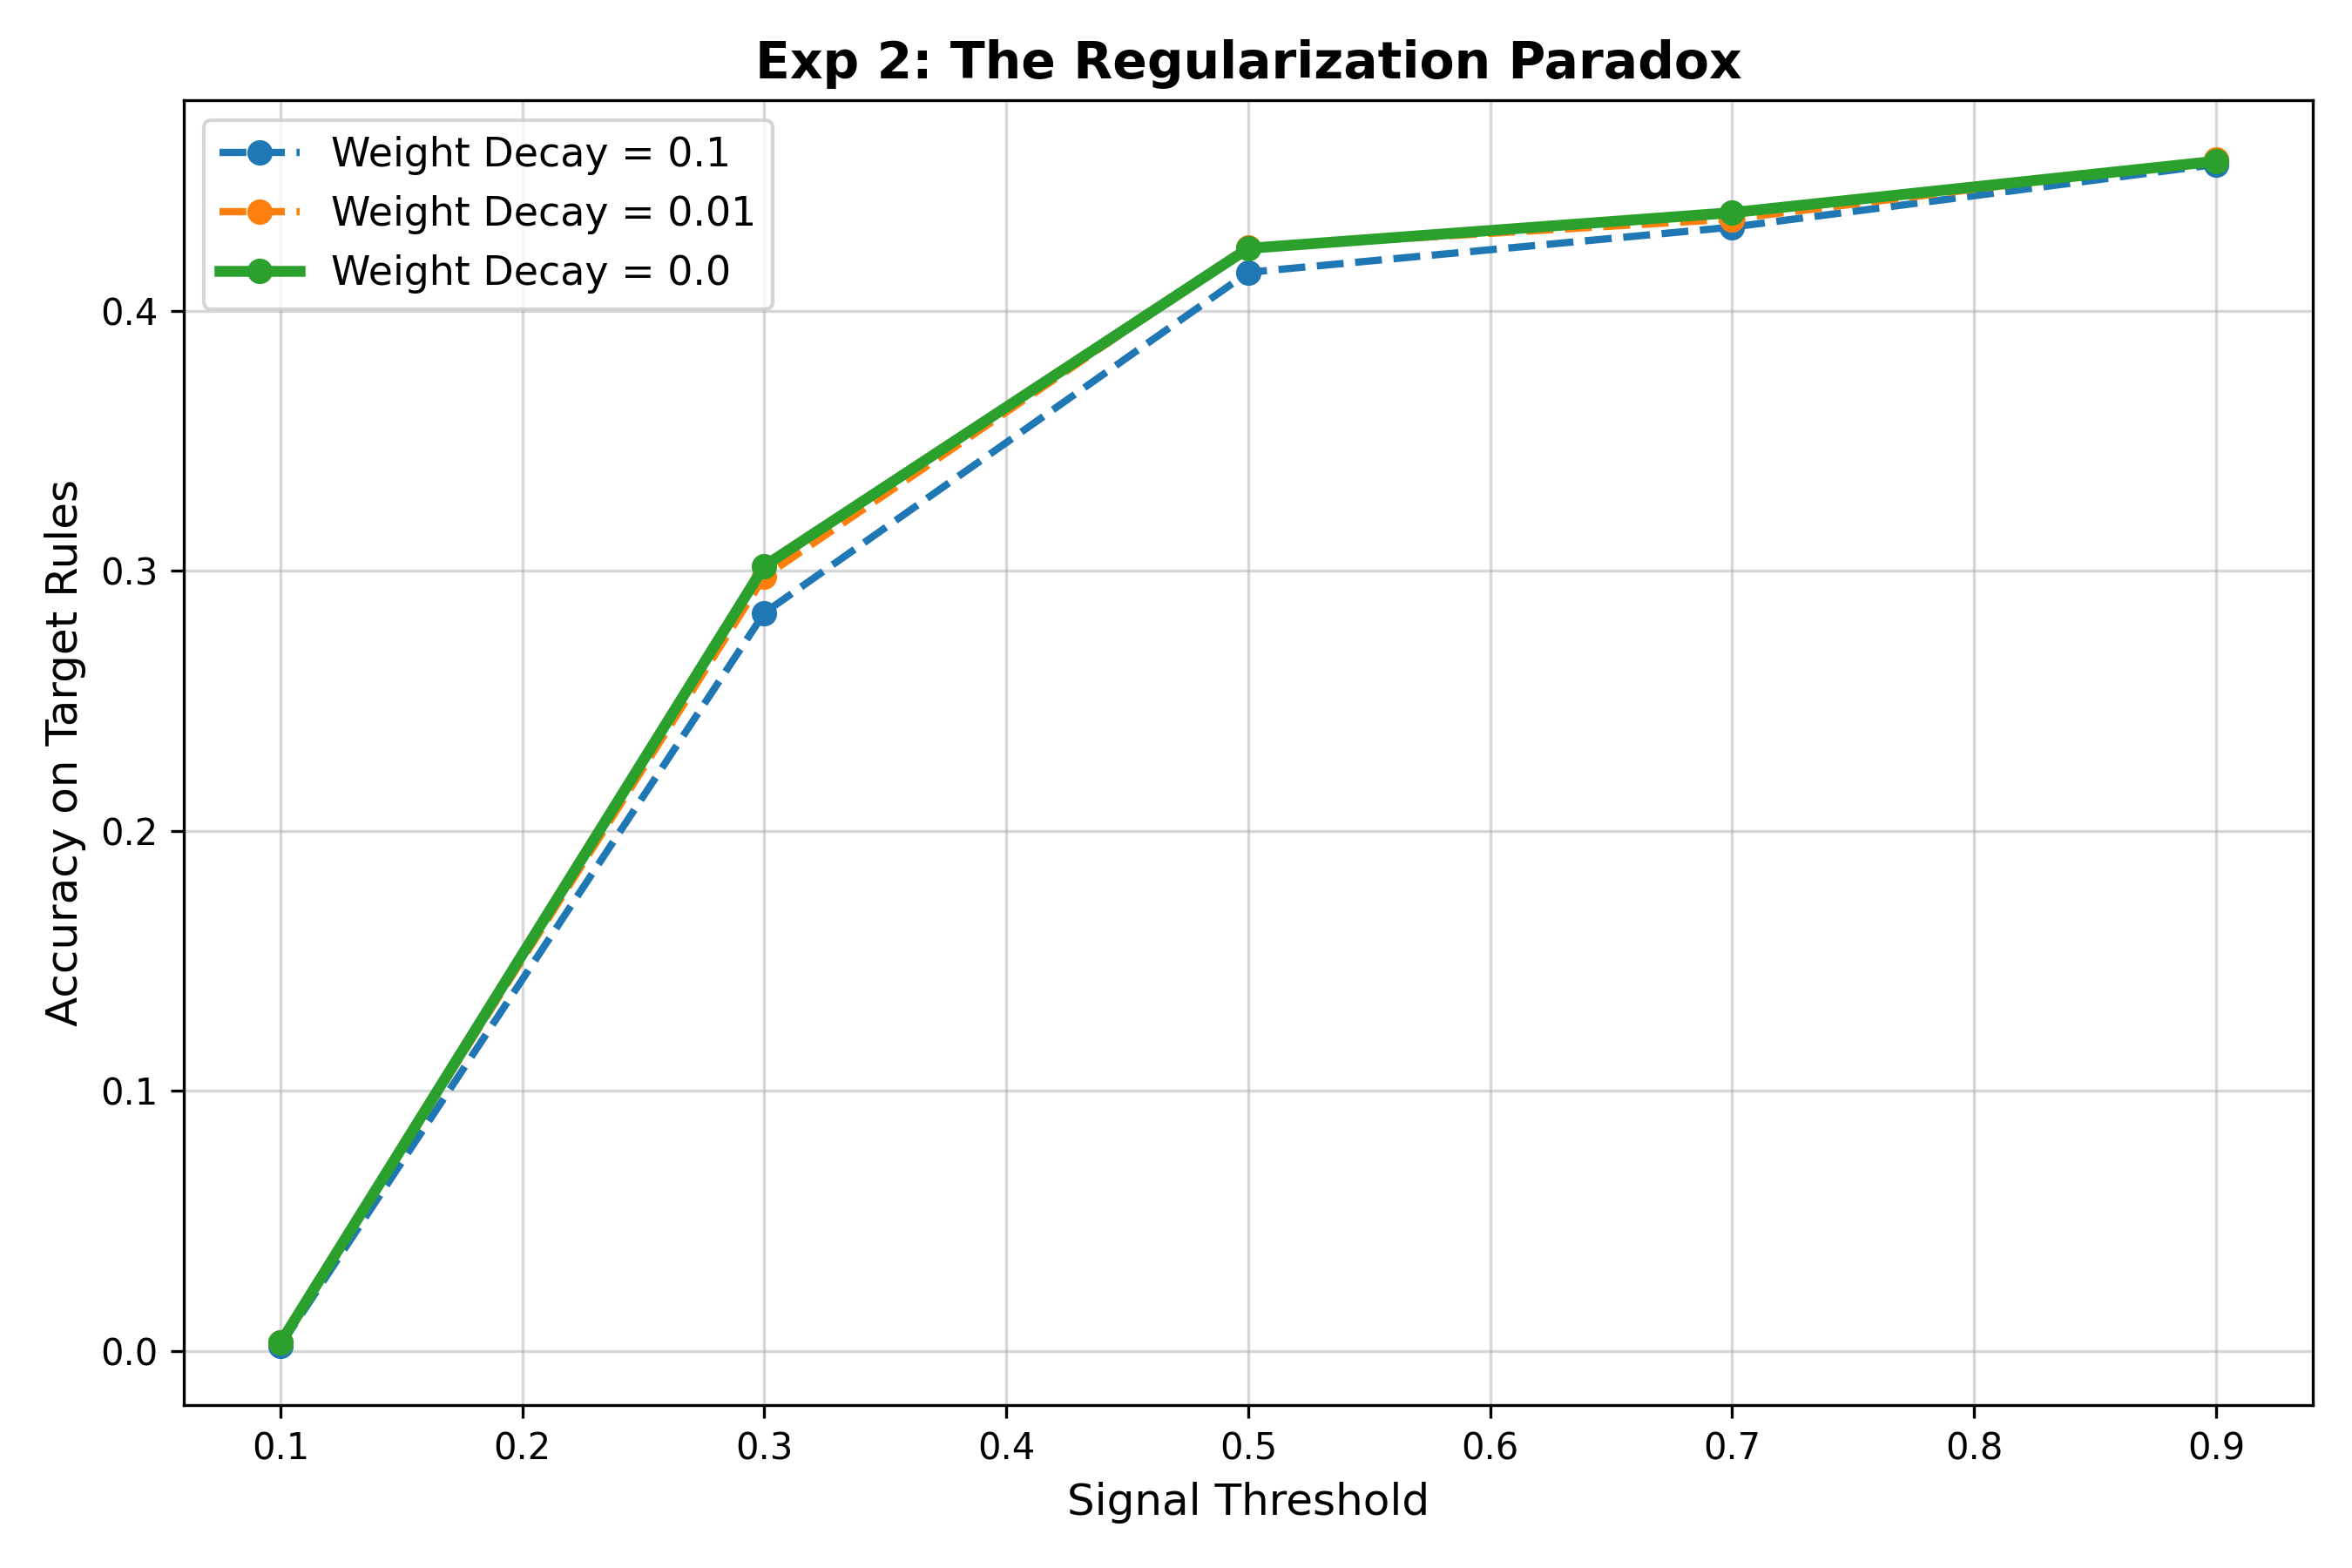 Exp 2: The Regularization Paradox
Weight Decay = 0.1
Weight Decay = 0.01
Weight Decay = 0.0
Accuracy on Target Rules
0.4
0.3
0.2
0.1
0.0
0.1 0.2 0.3 0.4 0.5 0.6 0.7 0.8 0.9
Signal Threshold